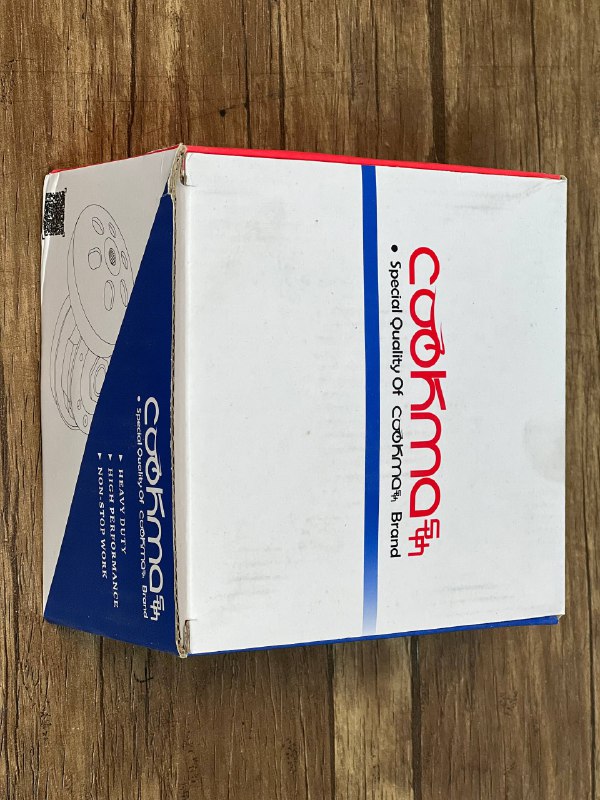 cookma
• Special Quality Of cookma Brand
cookma
• Special Quality Of cookma Brand
▶ HEAVY DUTY
▶ HIGH PERFORMANCE
▶ NON-STOP WORK